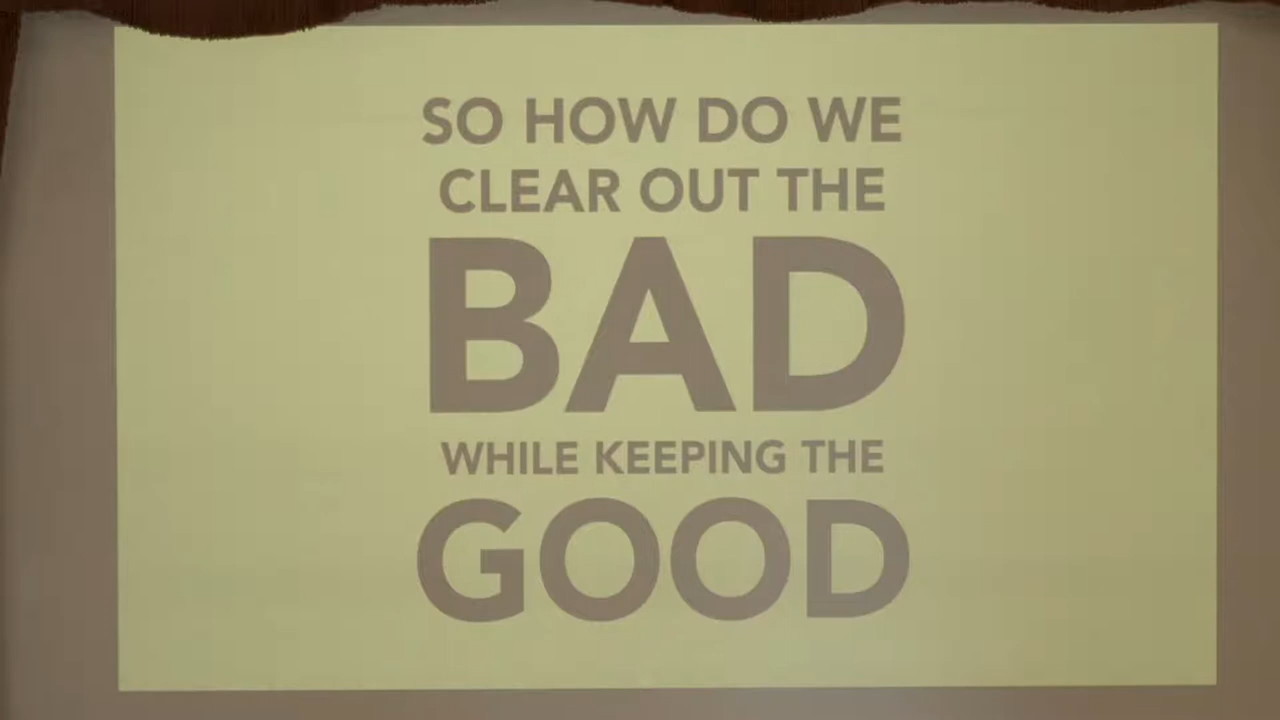 SO HOW DO WE
CLEAR OUT THE
BAD
WHILE KEEPING THE
GOOD